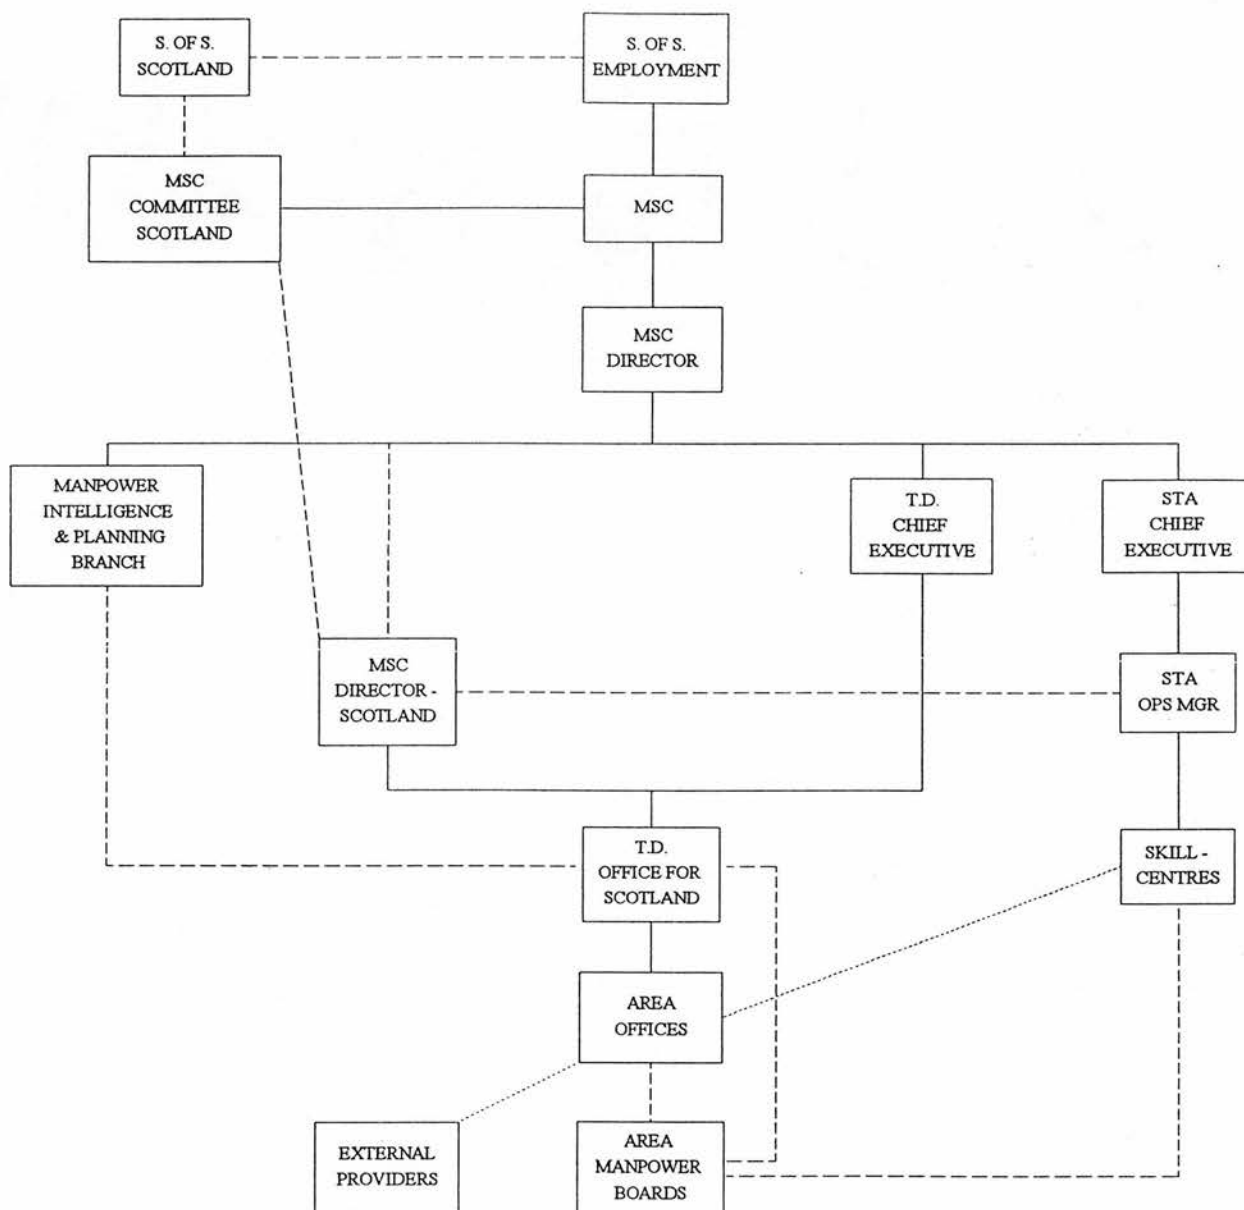 S. OF S.
SCOTLAND
S. OF S.
EMPLOYMENT
MSC
COMMITTEE
SCOTLAND
MSC
MSC
DIRECTOR
MANPOWER
INTELLIGENCE
& PLANNING
BRANCH
T.D.
CHIEF
EXECUTIVE
STA
CHIEF
EXECUTIVE
MSC
DIRECTOR -
SCOTLAND
STA
OPS MGR
T.D.
OFFICE FOR
SCOTLAND
SKILL -
CENTRES
AREA
OFFICES
EXTERNAL
PROVIDERS
AREA
MANPOWER
BOARDS